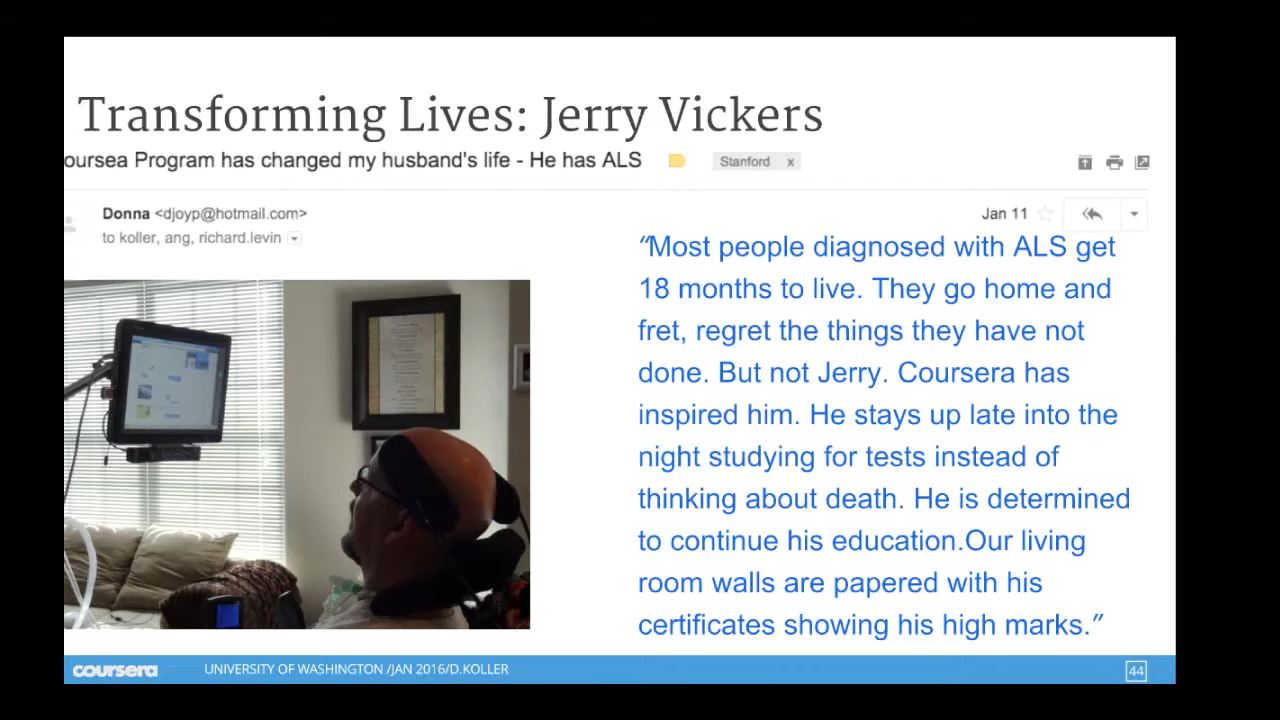 Transforming Lives: Jerry Vickers
oursea Program has changed my husband's life - He has ALS
Stanford x
Donna <djoyp@hotmail.com>
Jan 11
to koller, ang, richard.levin
“Most people diagnosed with ALS get
18 months to live. They go home and
fret, regret the things they have not
done. But not Jerry. Coursera has
inspired him. He stays up late into the
night studying for tests instead of
thinking about death. He is determined
to continue his education.Our living
room walls are papered with his
certificates showing his high marks.”
coursera
UNIVERSITY OF WASHINGTON /JAN 2016/D.KOLLER
44